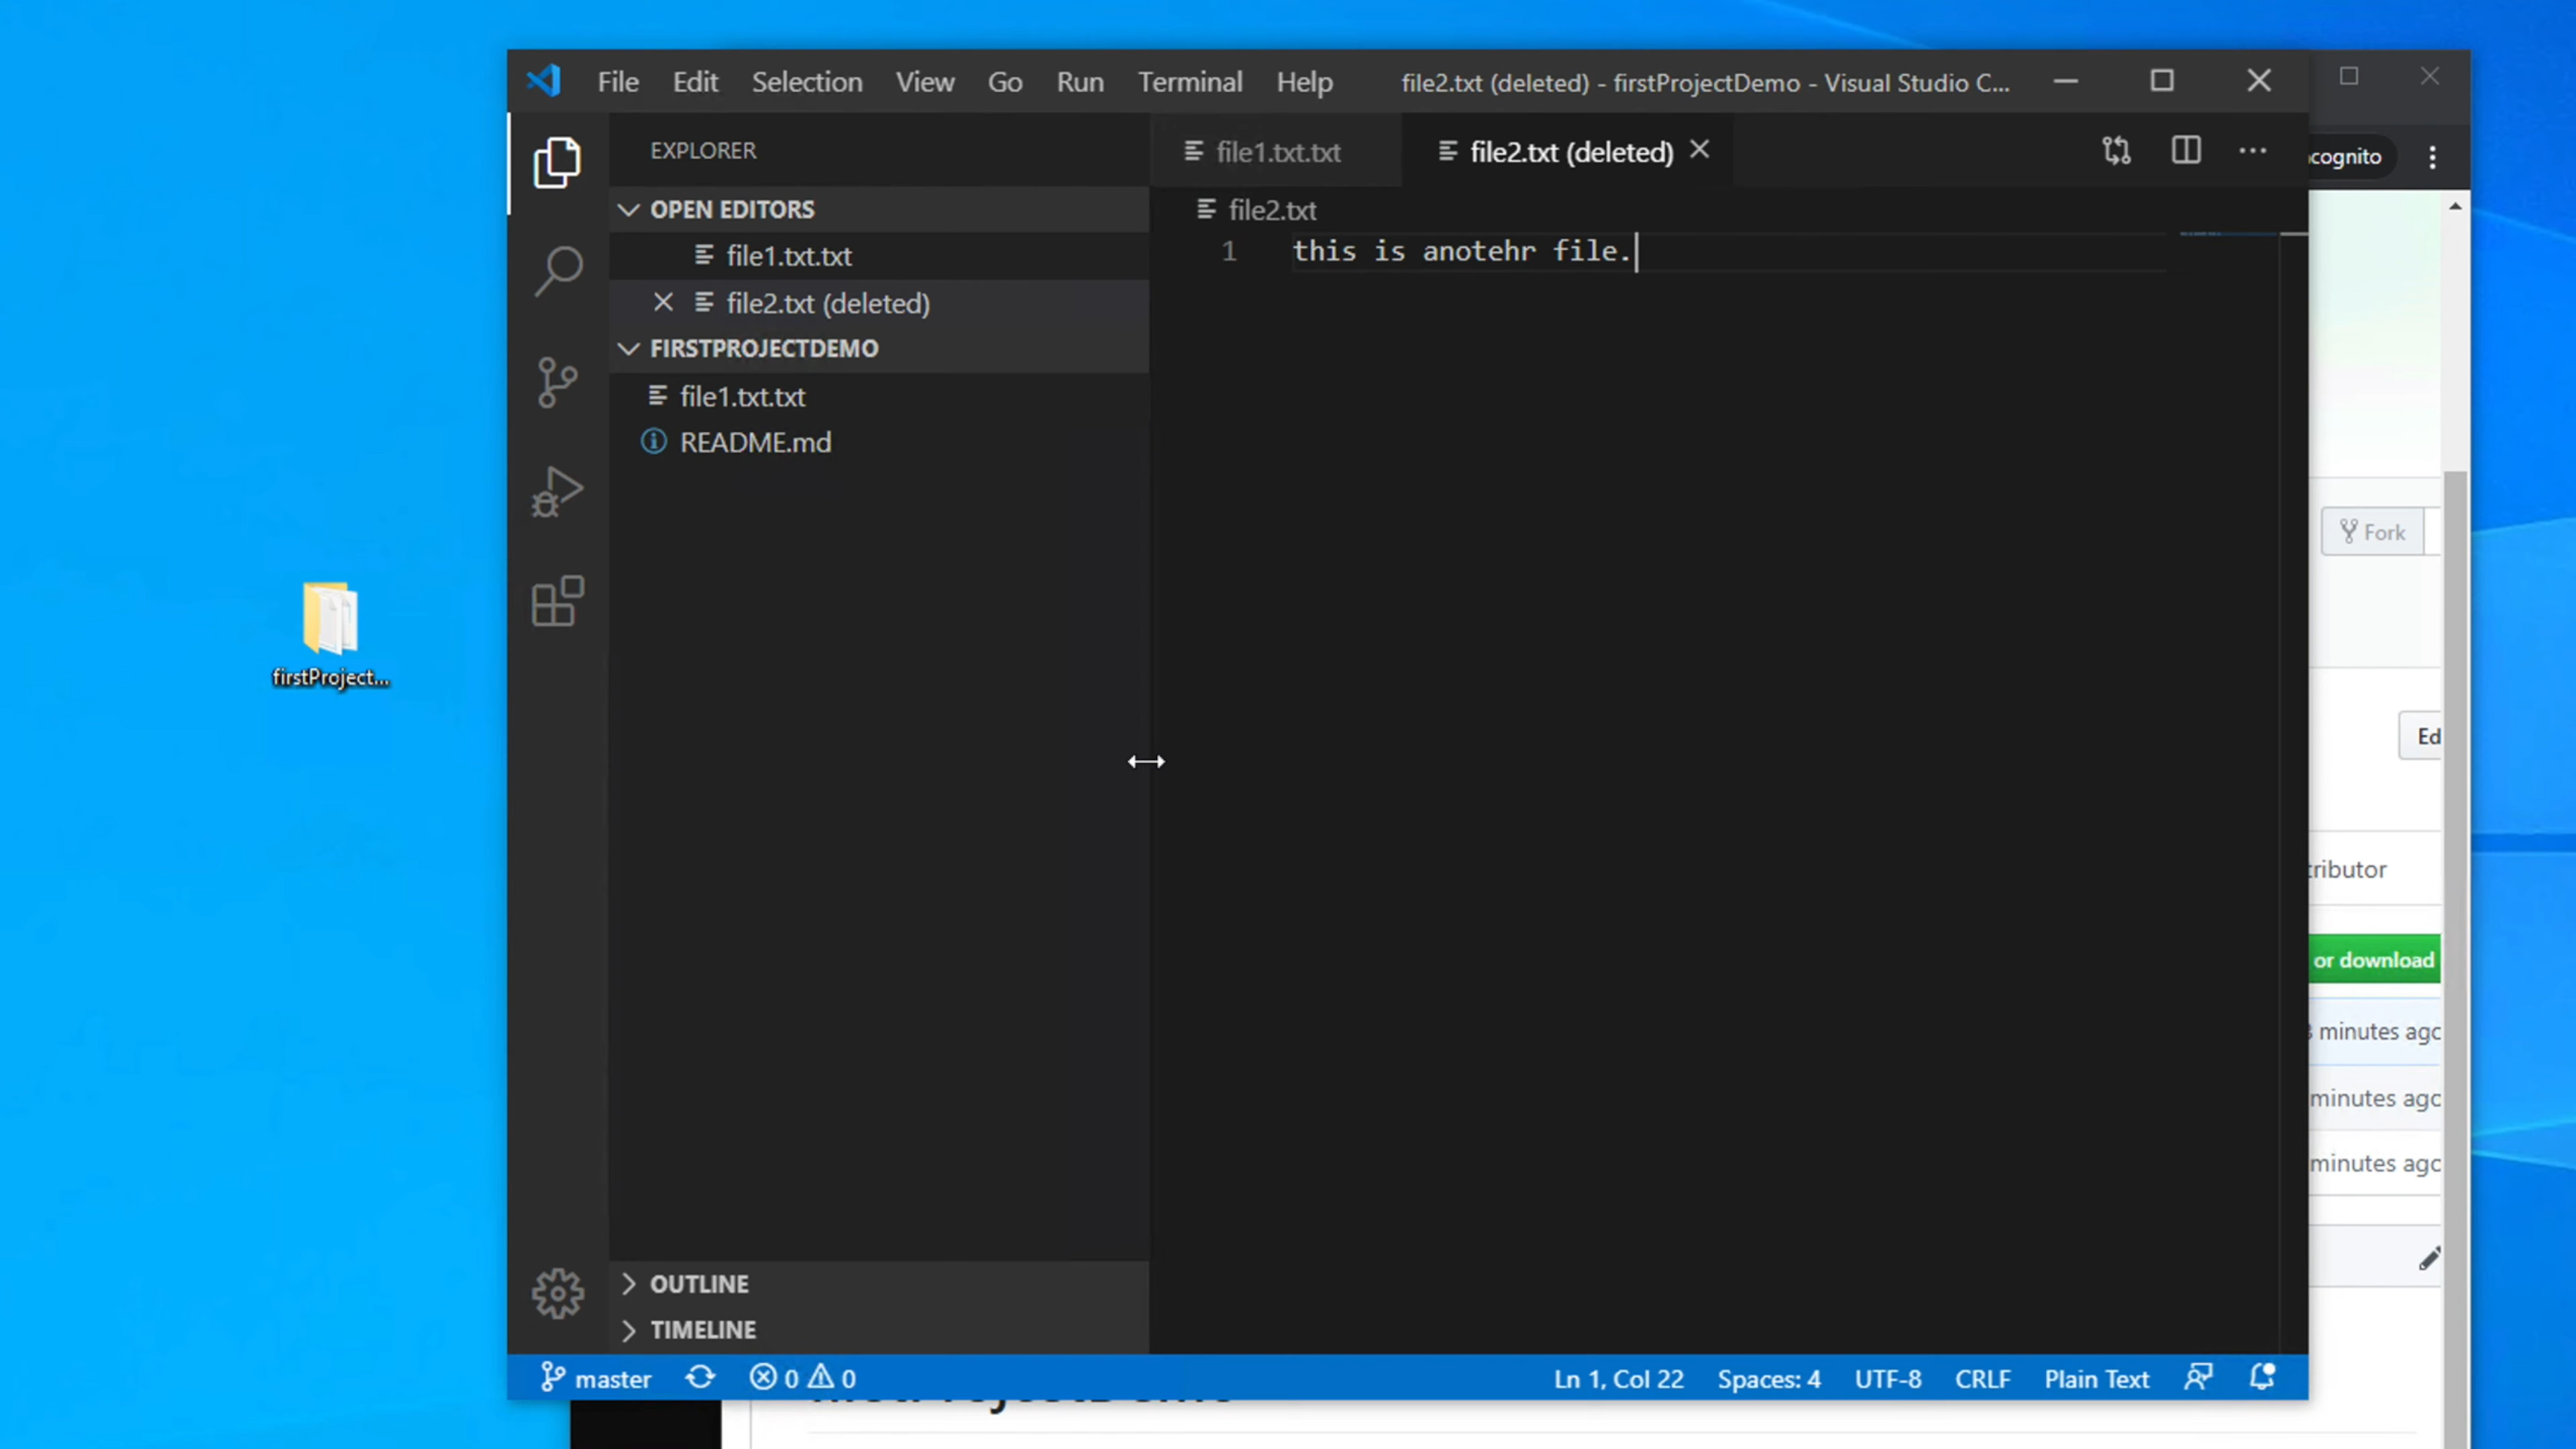 File Edit Selection View Go Run Terminal Help file2.txt (deleted) - firstProjectDemo - Visual Studio C...
cognito
EXPLORER
file1.txt.txt file2.txt (deleted)
OPEN EDITORS
file1.txt.txt
file2.txt (deleted)
FIRSTPROJECTDEMO
file1.txt.txt
README.md
file2.txt
1 this is anotehr file.
firstProject...
Fork
Ed
tributor
or download
minutes ago
minutes ago
minutes ago
OUTLINE
TIMELINE
master 0 0 Ln 1, Col 22 Spaces: 4 UTF-8 CRLF Plain Text